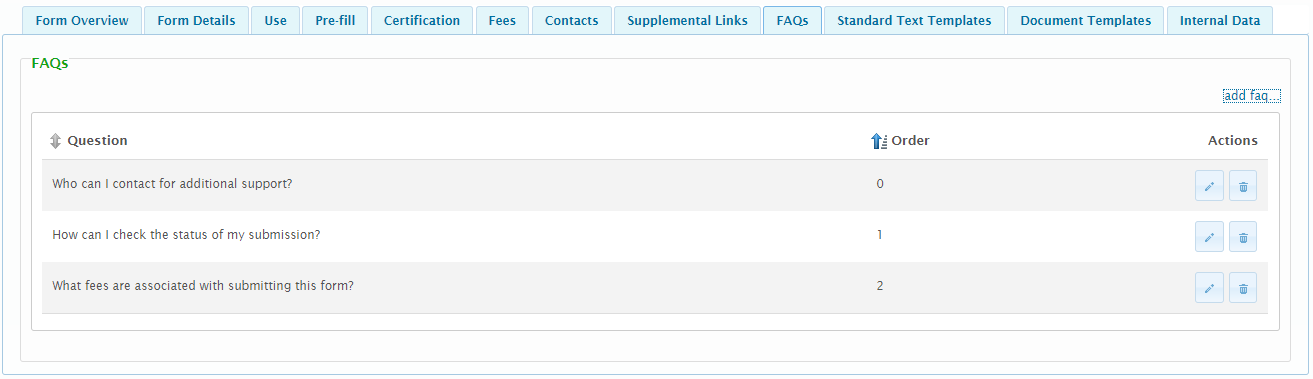 Form Overview Form Details Use Pre-fill Certification Fees Contacts Supplemental Links FAQs Standard Text Templates Document Templates Internal Data
FAQs
add faq...
Question Order Actions
Who can I contact for additional support? 0
How can I check the status of my submission? 1
What fees are associated with submitting this form? 2